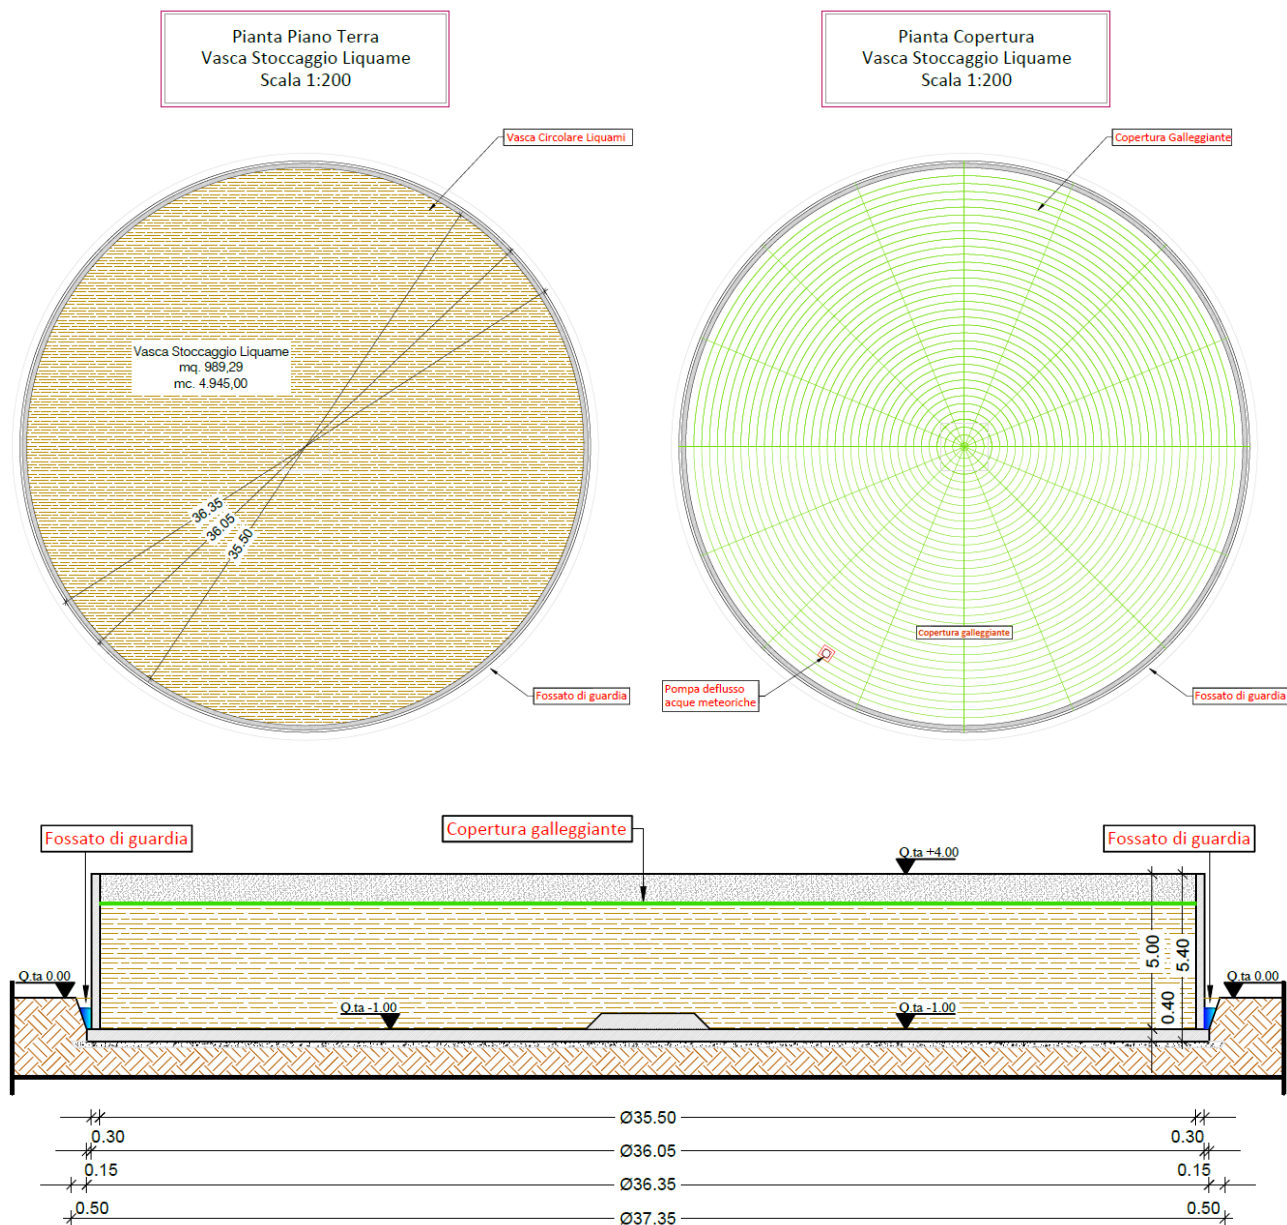 Pianta Piano Terra
Vasca Stoccaggio Liquame
Scala 1:200
Pianta Copertura
Vasca Stoccaggio Liquame
Scala 1:200
Vasca Circolare Liquami
Copertura Galleggiante
Vasca Stoccaggio Liquame
mq. 989,29
mc. 4.945,00
36.35
36.05
35.50
Copertura galleggiante
Fossato di guardia
Pompa deflusso
acque meteoriche
Fossato di guardia
Fossato di guardia
Copertura galleggiante
Fossato di guardia
Q.ta +4.00
5.00
5.40
0.40
Q.ta 0.00
Q.ta -1.00
Q.ta -1.00
Q.ta 0.00
Ø35.50
0.30
0.30
Ø36.05
0.15
0.15
Ø36.35
0.50
0.50
Ø37.35